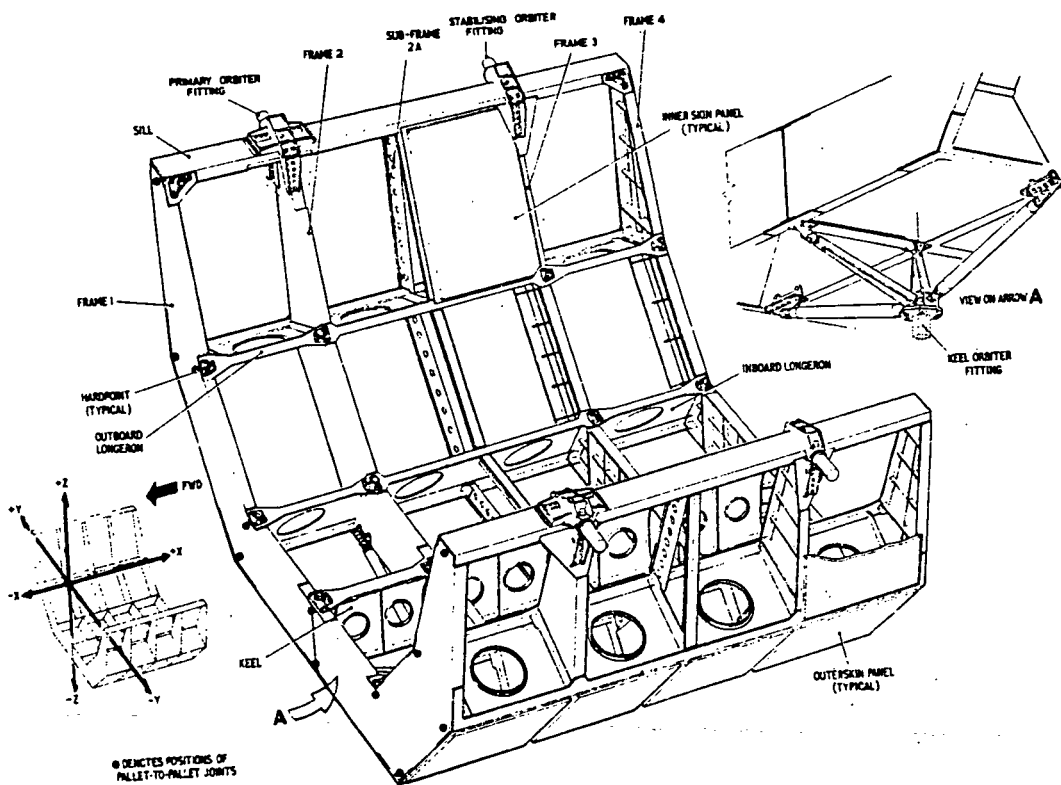 STABILISING ORBITER
FITTING
FRAME 4
SUB-FRAME
2A
FRAME 3
FRAME 2
PRIMARY ORBITER
FITTING
SILL
INNER SKIN PANEL
(TYPICAL)
FRAME 1
VIEW ON ARROW A
KEEL ORBITER
FITTING
HARDPOINT
(TYPICAL)
INBOARD LONGERON
OUTBOARD
LONGERON
FWD
+Z
+Y
+X
-X
-Z
-Y
KEEL
A
OUTERSKIN PANEL
(TYPICAL)
● DENOTES POSITIONS OF
PALLET-TO-PALLET JOINTS